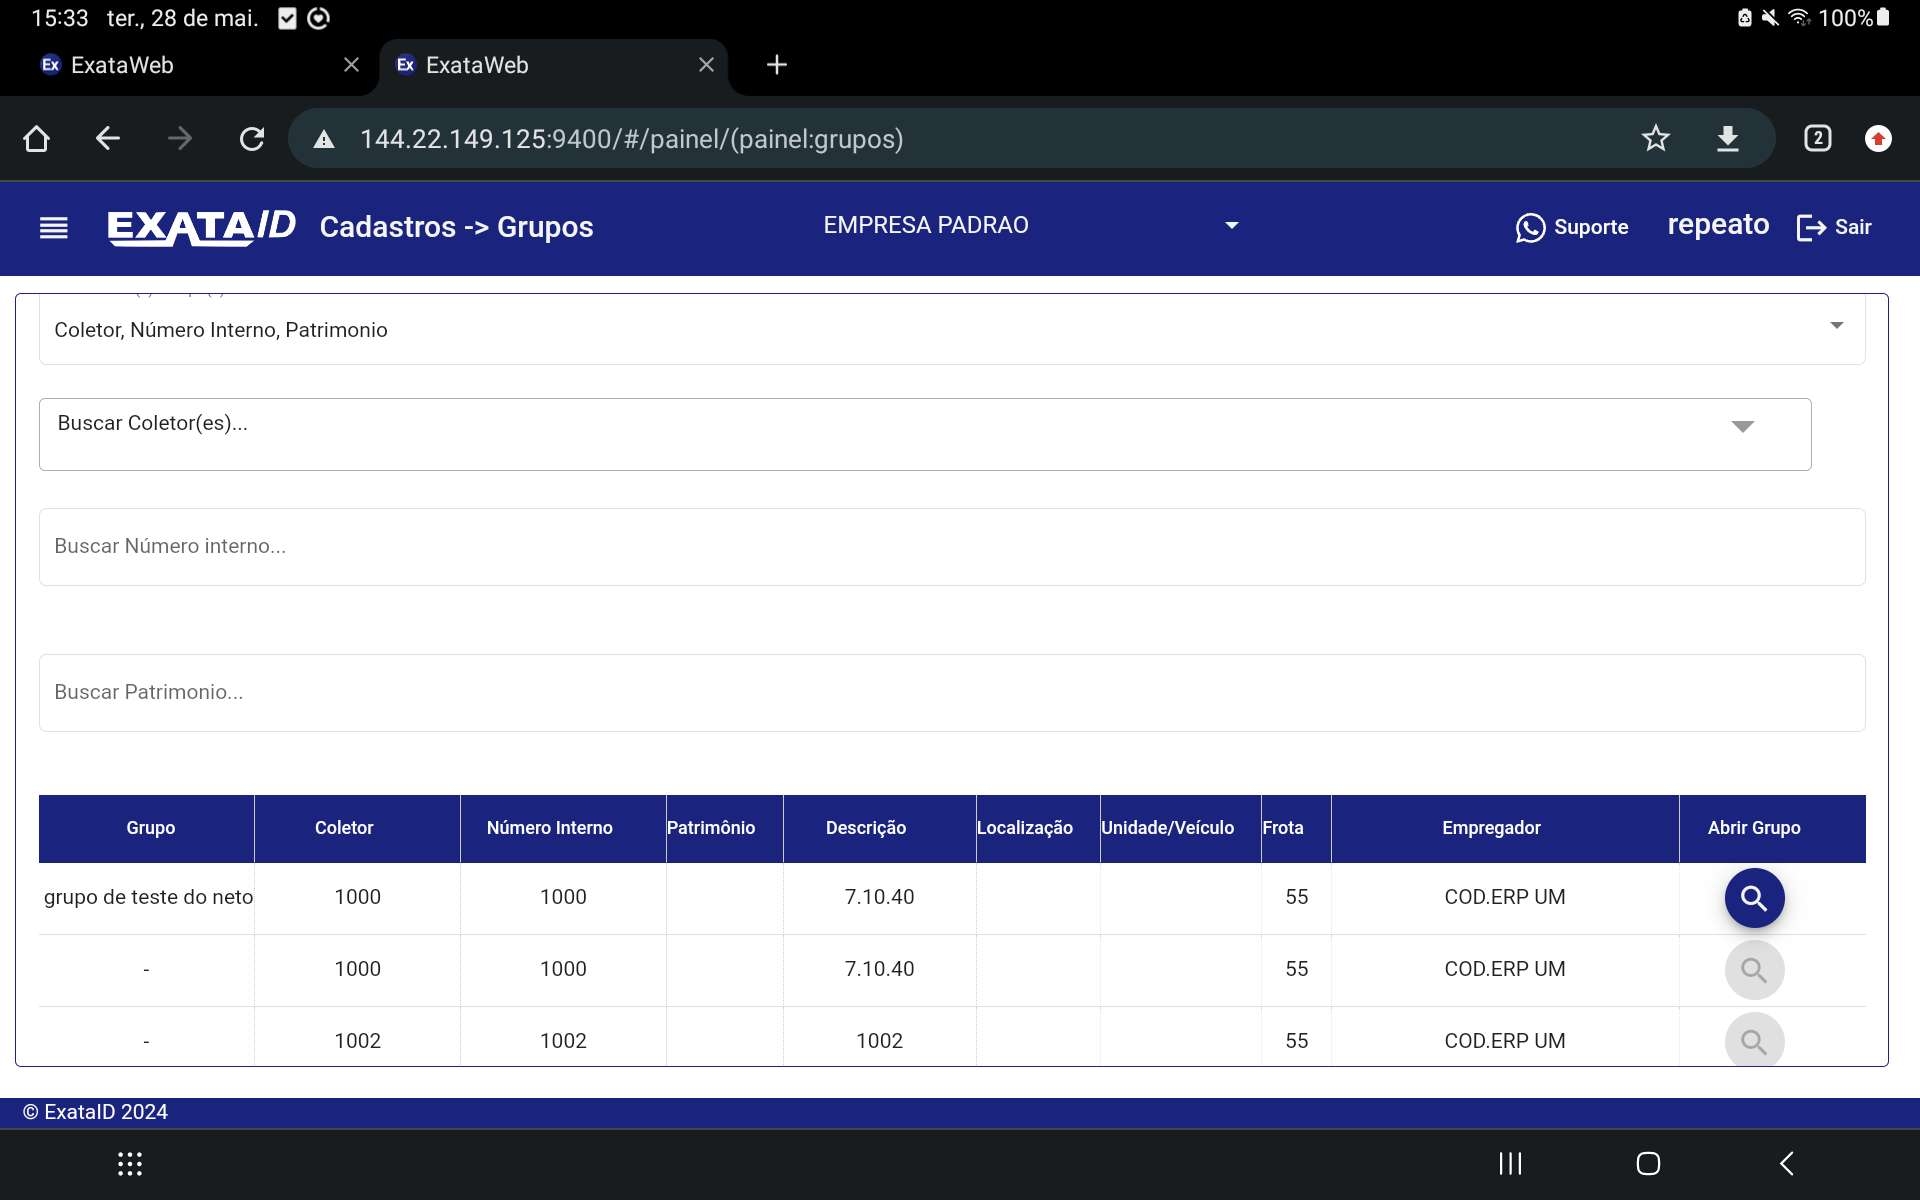 15:33 ter., 28 de mai. 100%
Ex ExataWeb
Ex ExataWeb
144.22.149.125:9400/#/painel/(painel:grupos)
2
EXATA/ID Cadastros -> Grupos EMPRESA PADRAO Suporte repeato Sair
Coletor, Número Interno, Patrimonio
Buscar Coletor(es)...
Buscar Número interno...
Buscar Patrimonio...
Grupo Coletor Número Interno Patrimônio Descrição Localização Unidade/Veículo Frota Empregador Abrir Grupo
grupo de teste do neto 1000 1000 7.10.40 55 COD.ERP UM
- 1000 1000 7.10.40 55 COD.ERP UM
- 1002 1002 1002 55 COD.ERP UM
© ExataID 2024